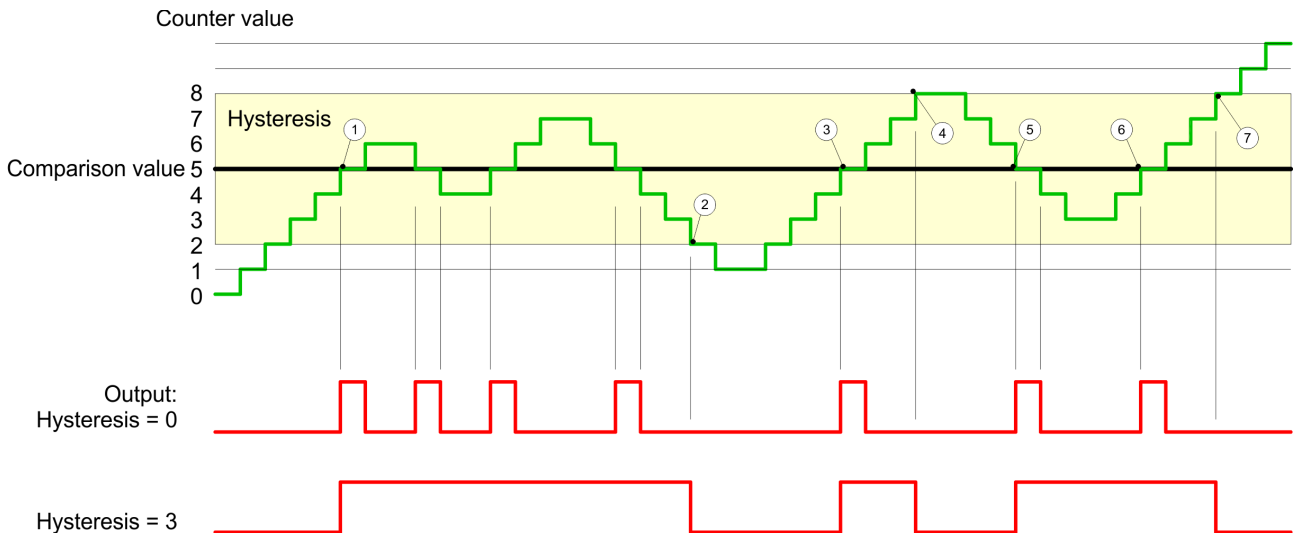 Counter value
8
7
6
Comparison value 5
4
3
2
1
0
Hysteresis
1
2
3
4
5
6
7
Output:
Hysteresis = 0
Hysteresis = 3